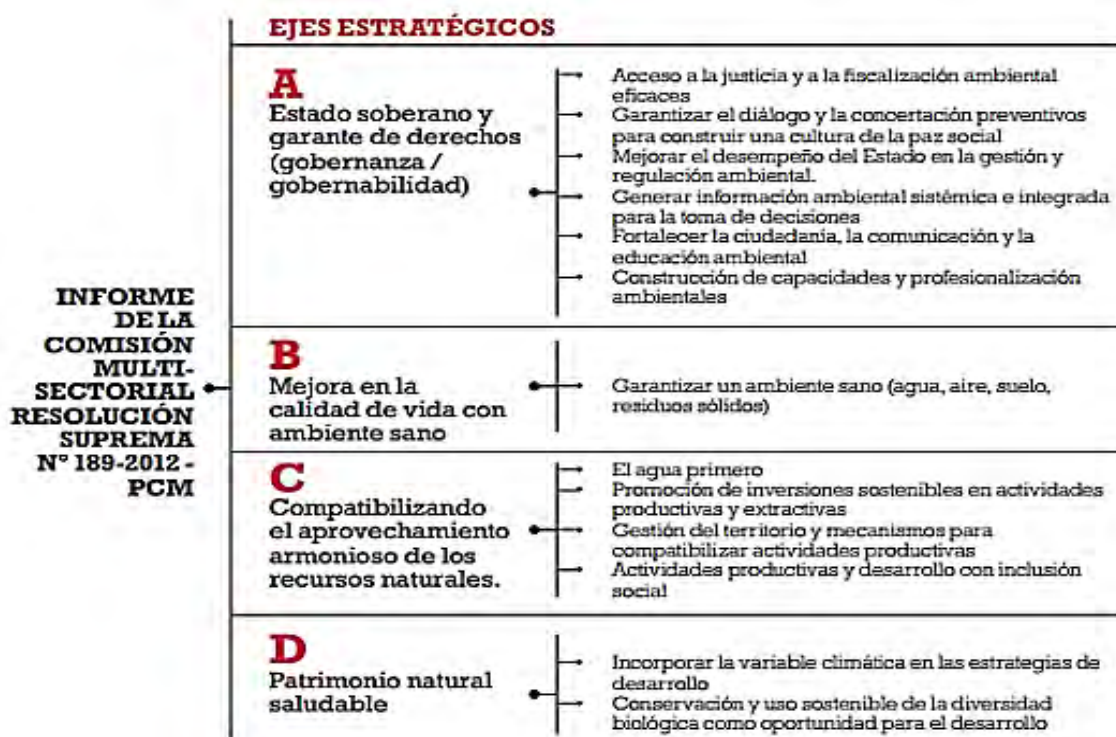 EJES ESTRATÉGICOS
INFORME
DE LA
COMISIÓN
MULTI-
SECTORIAL
RESOLUCIÓN
SUPREMA
N° 189-2012 -
PCM
A
Estado soberano y
garante de derechos
(gobernanza /
gobernabilidad)
Acceso a la justicia y a la fiscalización ambiental
eficaces
Garantizar el diálogo y la concertación preventivos
para construir una cultura de la paz social
Mejorar el desempeño del Estado en la gestión y
regulación ambiental.
Generar información ambiental sistémica e integrada
para la toma de decisiones
Fortalecer la ciudadanía, la comunicación y la
educación ambiental
Construcción de capacidades y profesionalización
ambientales
B
Mejora en la
calidad de vida con
ambiente sano
Garantizar un ambiente sano (agua, aire, suelo,
residuos sólidos)
C
Compatibilizando
el aprovechamiento
armonioso de los
recursos naturales.
El agua primero
Promoción de inversiones sostenibles en actividades
productivas y extractivas
Gestión del territorio y mecanismos para
compatibilizar actividades productivas
Actividades productivas y desarrollo con inclusión
social
D
Patrimonio natural
saludable
Incorporar la variable climática en las estrategias de
desarrollo
Conservación y uso sostenible de la diversidad
biológica como oportunidad para el desarrollo